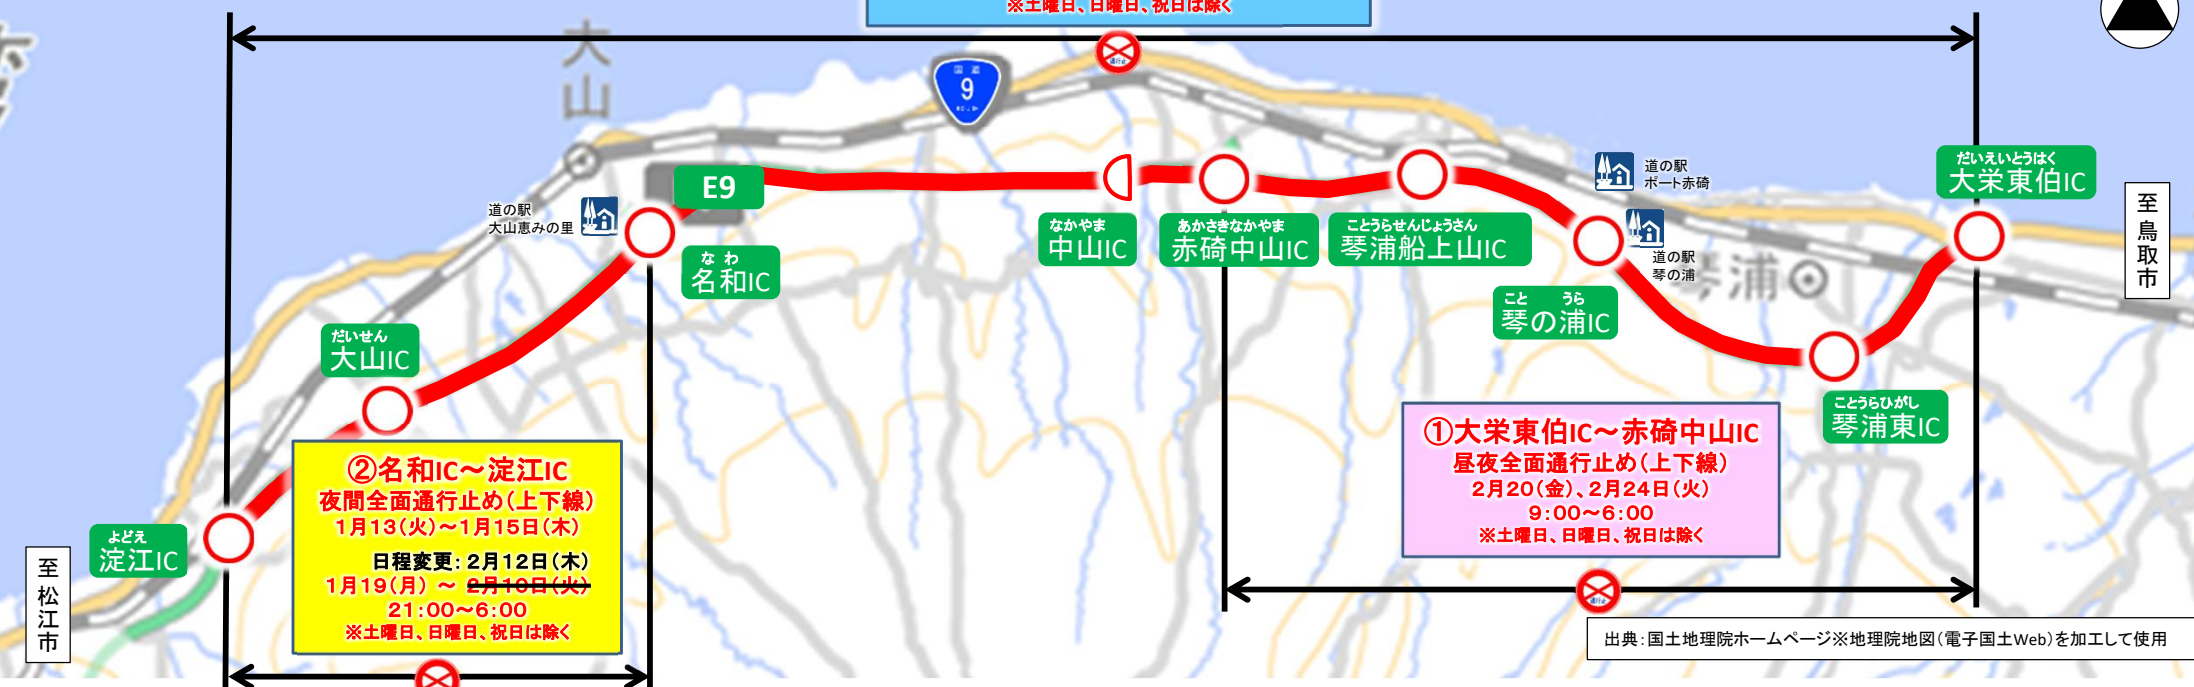 ※土曜日、日曜日、祝日は除く
大山
国道
9
ROUTE
通行止
E9
道の駅
大山恵みの里
なわ
名和IC
なかやま
中山IC
あかさきなかやま
赤碕中山IC
ことうらせんじょうさん
琴浦船上山IC
道の駅
ポート赤碕
道の駅
琴の浦
こと うら
琴の浦IC
琴浦
だいえいとうはく
大栄東伯IC
至鳥取市
ことうらひがし
琴浦東IC
だいせん
大山IC
よどえ
淀江IC
至松江市
②名和IC～淀江IC
夜間全面通行止め(上下線)
1月13(火)～1月15日(木)
日程変更:2月12日(木)
1月19(月) ～ 2月10日(火)
21:00～6:00
※土曜日、日曜日、祝日は除く
①大栄東伯IC～赤碕中山IC
昼夜全面通行止め(上下線)
2月20(金)、2月24日(火)
9:00～6:00
※土曜日、日曜日、祝日は除く
通行止
出典:国土地理院ホームページ※地理院地図(電子国土Web)を加工して使用